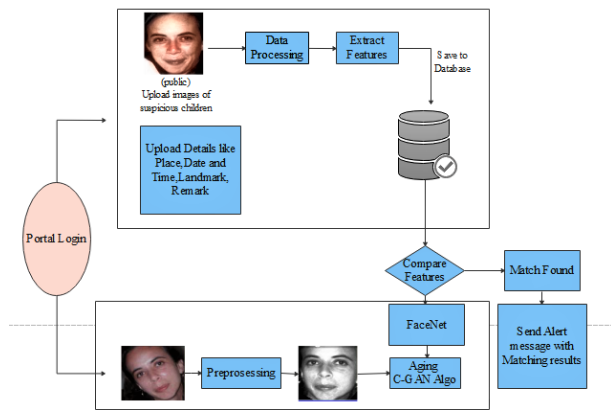 (public)
Upload images of
suspicious children
Data
Processing
Extract
Features
Save to
Database
Upload Details like
Place,Date and
Time,Landmark,
Remark
Portal Login
Compare
Features
Match Found
FaceNet
Send Alert
message with
Matching results
Preprosessing
Aging
C-GAN Algo